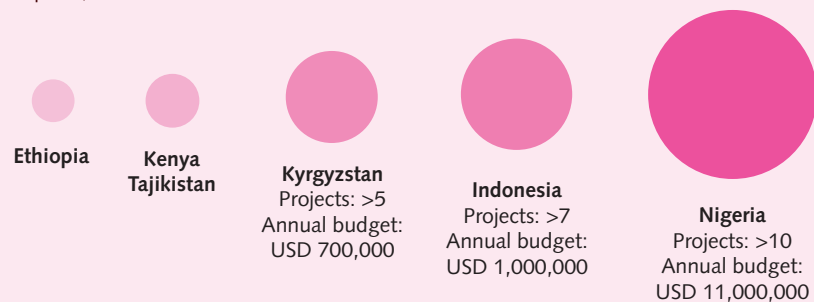 Ethiopia
Kenya
Tajikistan
Kyrgyzstan
Projects: >5
Annual budget:
USD 700,000
Indonesia
Projects: >7
Annual budget:
USD 1,000,000
Nigeria
Projects: >10
Annual budget:
USD 11,000,000